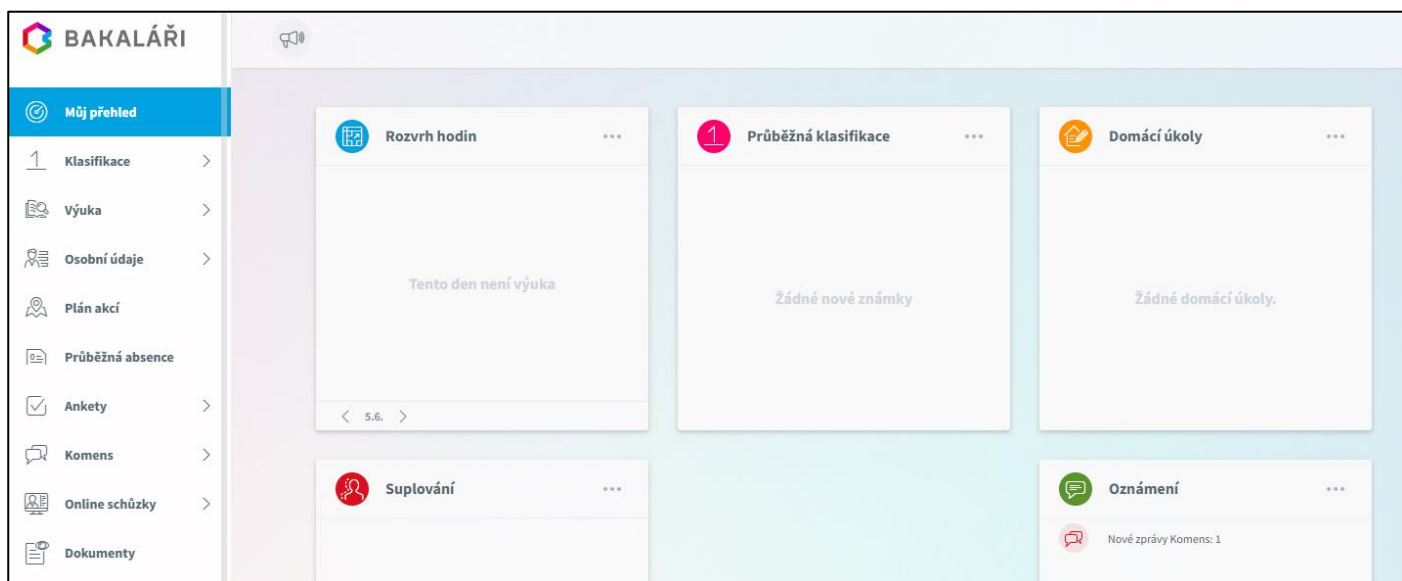 BAKALÁŘI
Můj přehled
Klasifikace
Výuka
Osobní údaje
Plán akcí
Průběžná absence
Ankety
Komens
Online schůzky
Dokumenty
Rozvrh hodin
Tento den není výuka
5.6.
Průběžná klasifikace
Žádné nové známky
Domácí úkoly
Žádné domácí úkoly.
Suplování
Oznámení
Nové zprávy Komens: 1